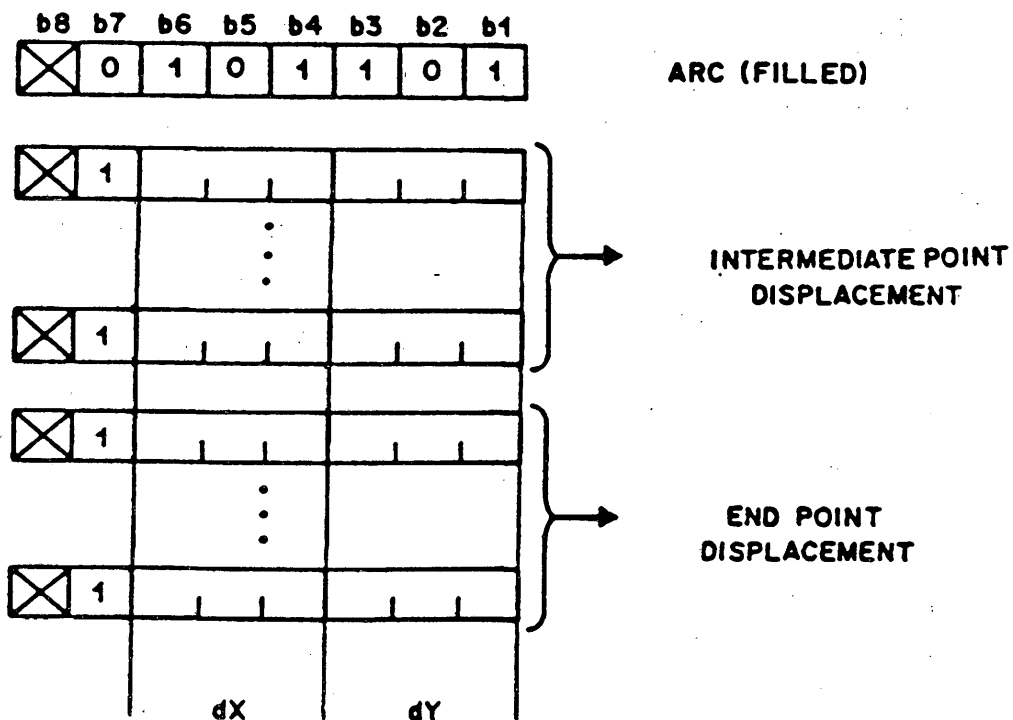 b8 b7 b6 b5 b4 b3 b2 b1
0 1 0 1 1 0 1
ARC (FILLED)
1
INTERMEDIATE POINT
DISPLACEMENT
1
1
END POINT
DISPLACEMENT
1
dX dY